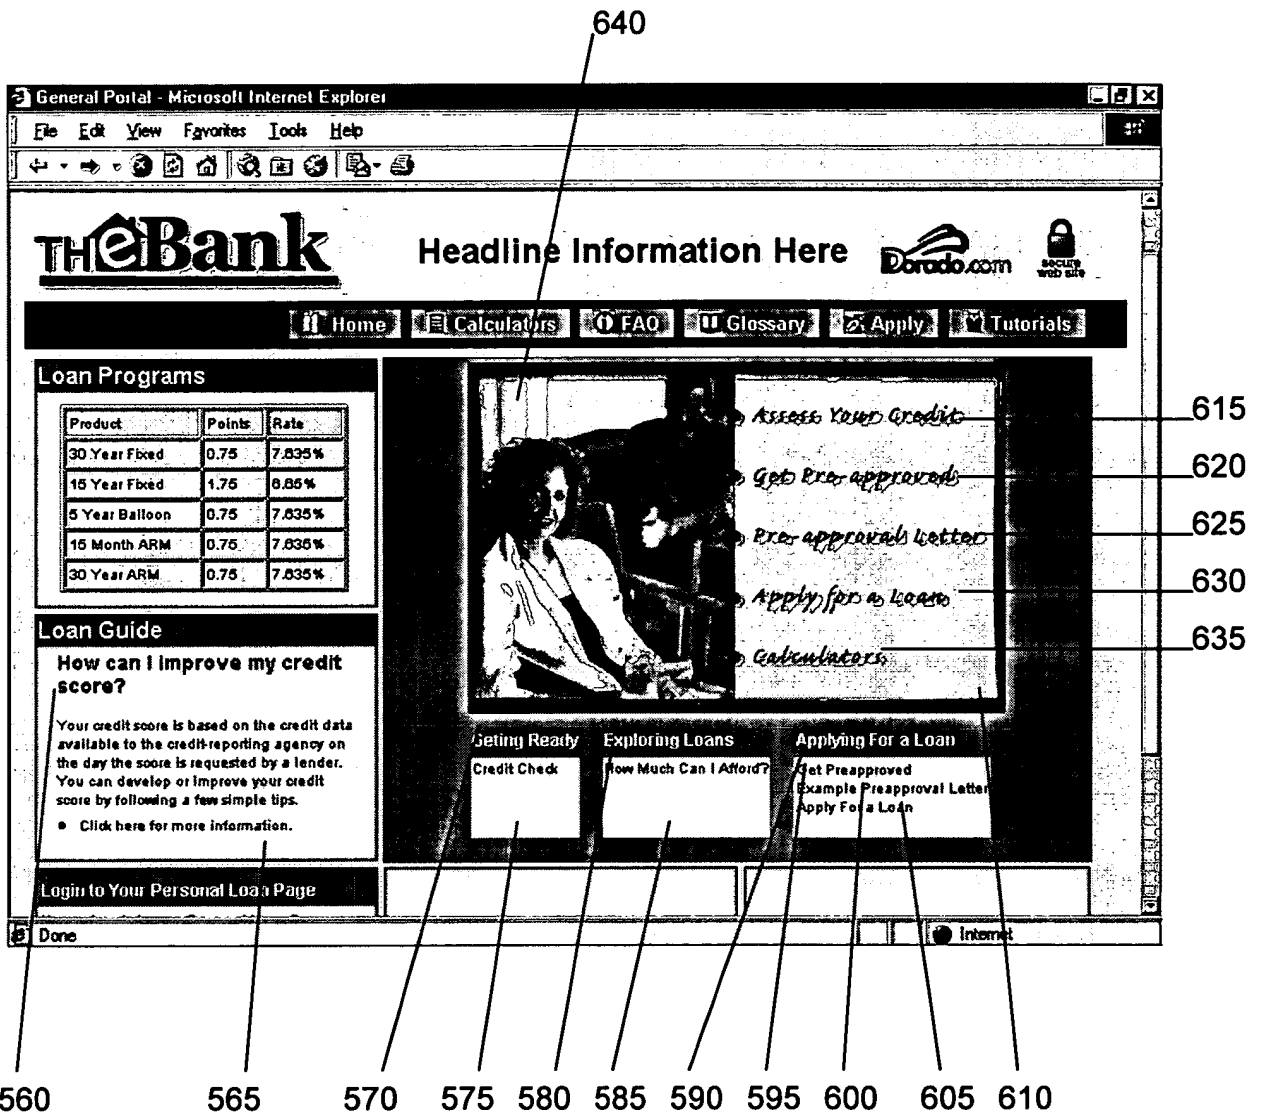 640
General Portal - Microsoft Internet Explorer
File Edit View Favorites Tools Help
THeBank
Headline Information Here
Dorado.com
secure
web site
Home Calculators FAQ Glossary Apply Tutorials
Loan Programs
Product Points Rate
30 Year Fixed 0.75 7.635%
15 Year Fixed 1.75 6.85%
5 Year Balloon 0.75 7.635%
15 Month ARM 0.75 7.635%
30 Year ARM 0.75 7.635%
Assess Your Credit 615
Get Pre-approved 620
Pre-approval Letter 625
Apply for a Loan 630
Calculators 635
Loan Guide
How can I improve my credit
score?
Your credit score is based on the credit data
available to the credit-reporting agency on
the day the score is requested by a lender.
You can develop or improve your credit
score by following a few simple tips.
• Click here for more information.
Geting Ready
Credit Check
Exploring Loans
How Much Can I Afford?
Applying For a Loan
Get Preapproved
Example Preapproval Letter
Apply For a Loan
Login to Your Personal Loan Page
Done Internet
560 565 570 575 580 585 590 595 600 605 610